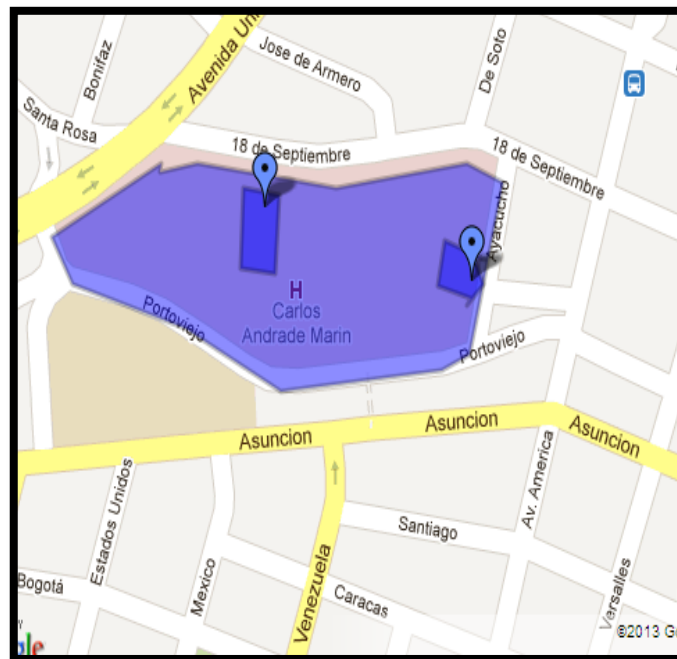 Bonifaz
Jose de Armero
Avenida Uni
De Soto
Santa Rosa
18 de Septiembre
18 de Septiembre
Ayacucho
H
Carlos
Andrade Marin
Portoviejo
Portoviejo
Asuncion
Asuncion
Asuncion
Estados Unidos
Mexico
Venezuela
Santiago
Av. America
Versalles
Bogotá
Caracas
©2013 G
gle